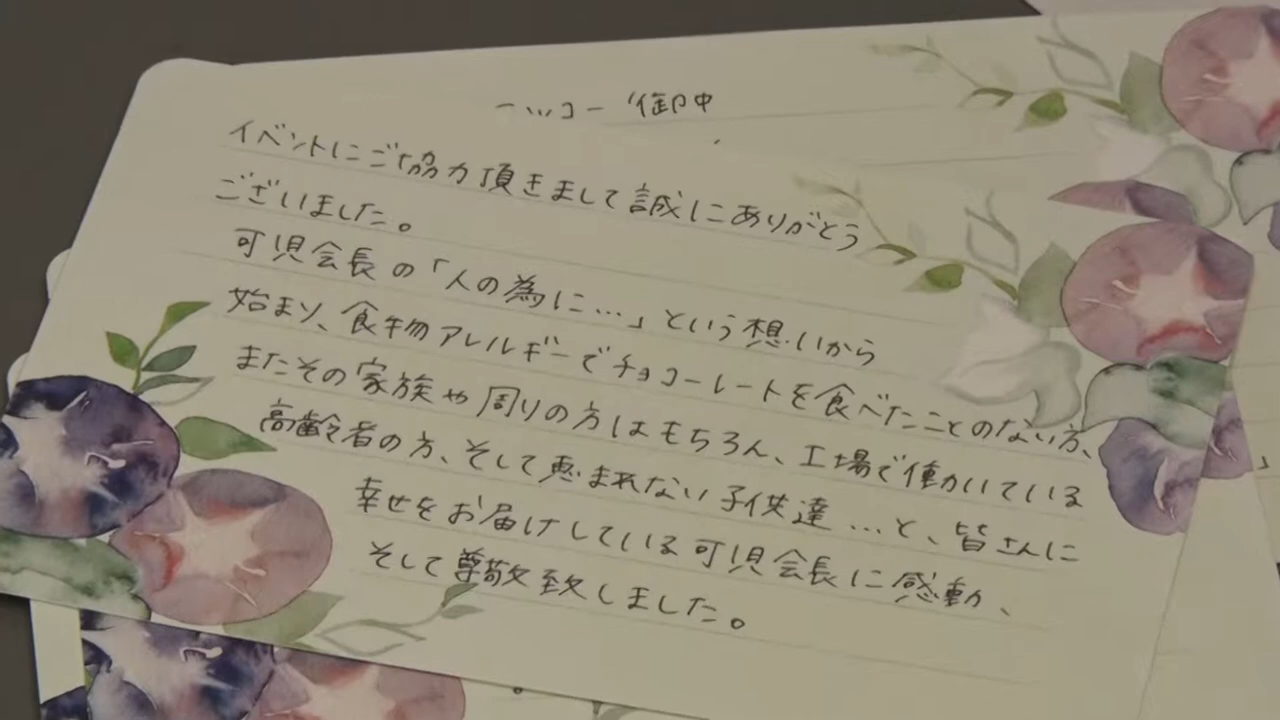 御中
イベントにご協力頂きまして誠にありがとう
ございました。
可児会長の「人の為に…」という想いから
始まり、食物アレルギーでチョコレートを食べたことのない方、
またその家族や周りの方はもちろん、工場で働いている
高齢者の方、そして恵まれない子供達…と、皆さんに
幸せをお届けしている可児会長に感動、
そして尊敬致しました。